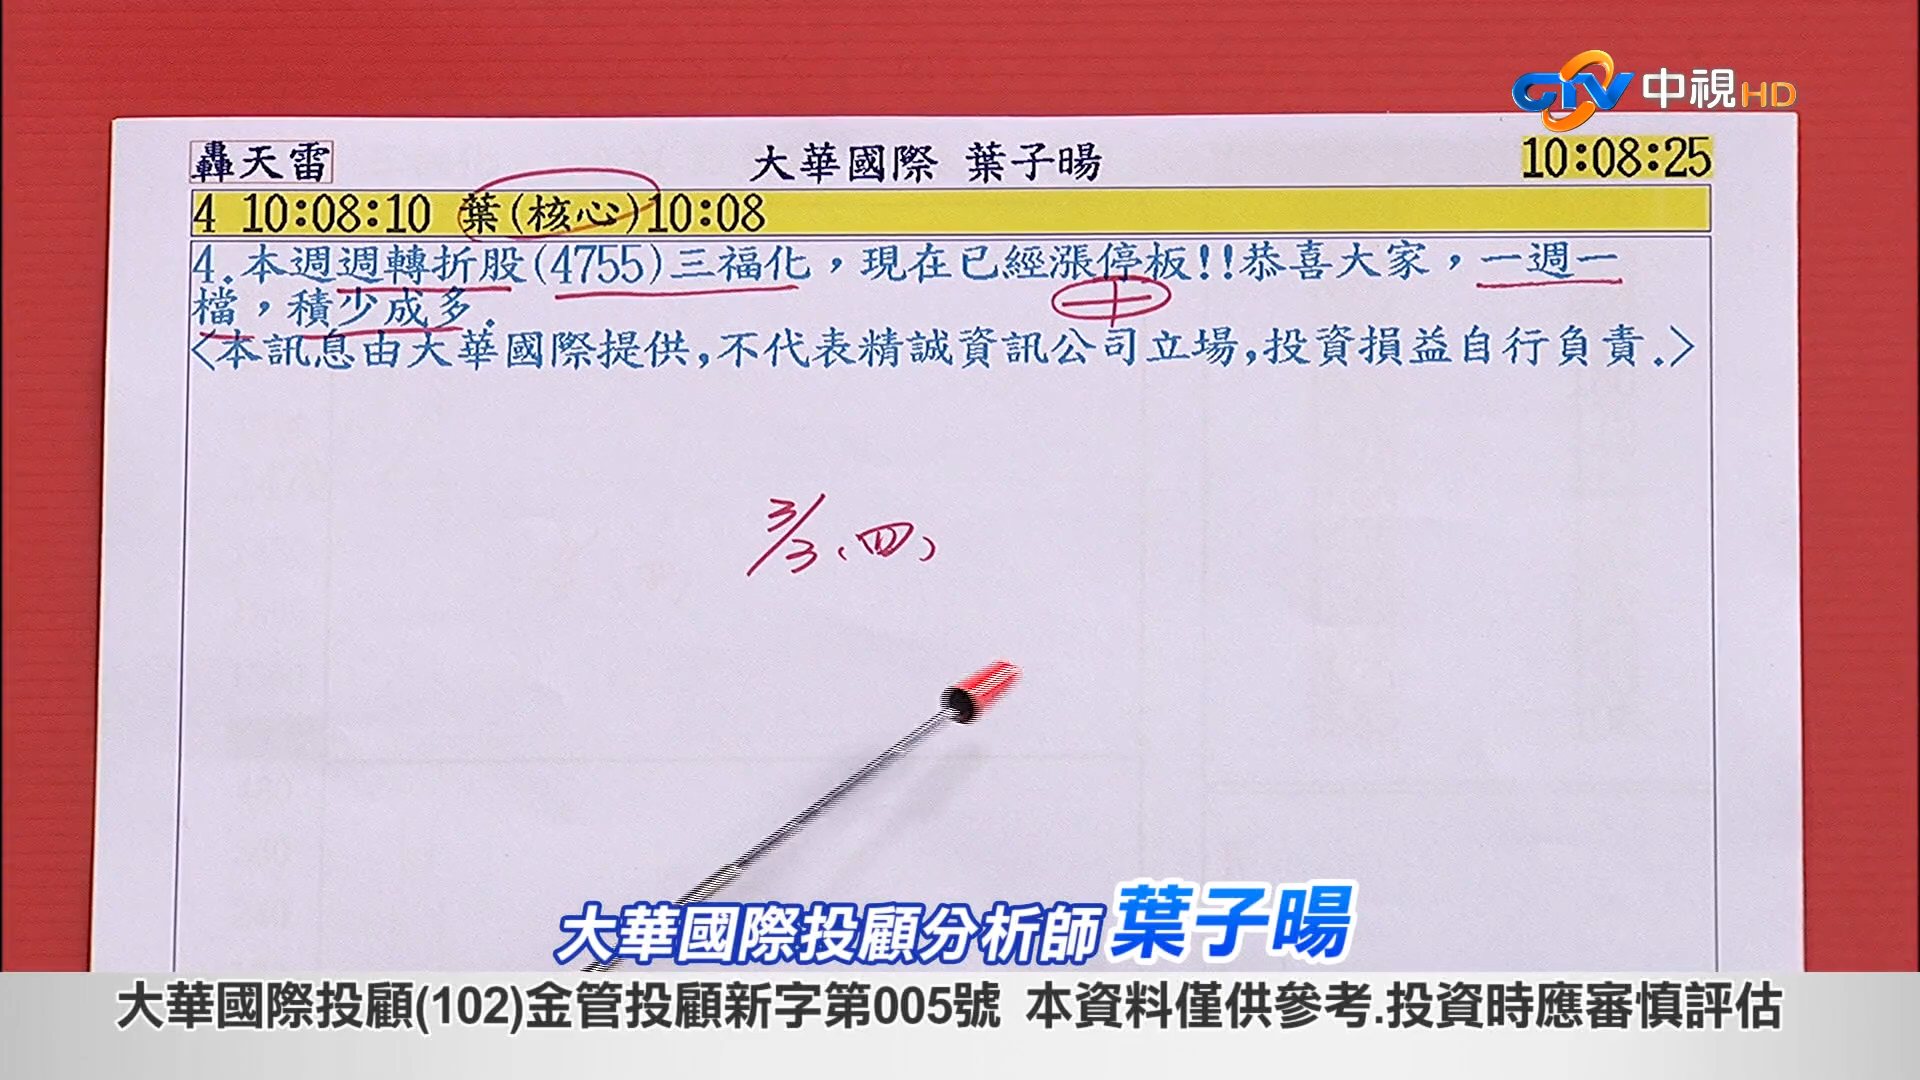 CTV 中視HD
轟天雷 大華國際 葉子暘 10:08:25
4 10:08:10 葉(核心)10:08
4.本週週轉折股(4755)三福化，現在已經漲停板!!恭喜大家，一週一
檔，積少成多.
<本訊息由大華國際提供,不代表精誠資訊公司立場,投資損益自行負責.>
3/3(四)
大華國際投顧分析師 葉子暘
大華國際投顧(102)金管投顧新字第005號 本資料僅供參考.投資時應審慎評估